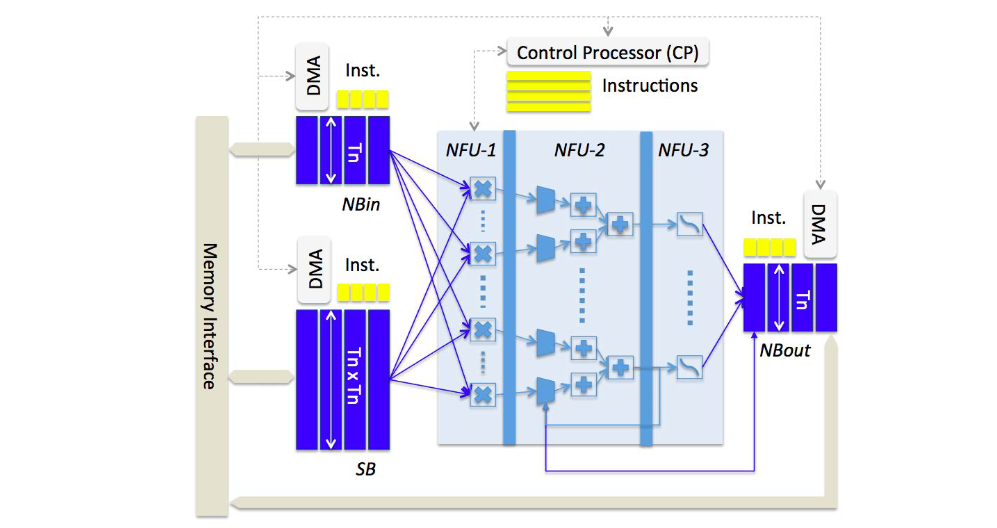 Control Processor (CP)
Instructions
DMA
Inst.
Tn
NBin
DMA
Inst.
Tn x Tn
SB
Memory Interface
NFU-1
NFU-2
NFU-3
Inst.
DMA
Tn
NBout